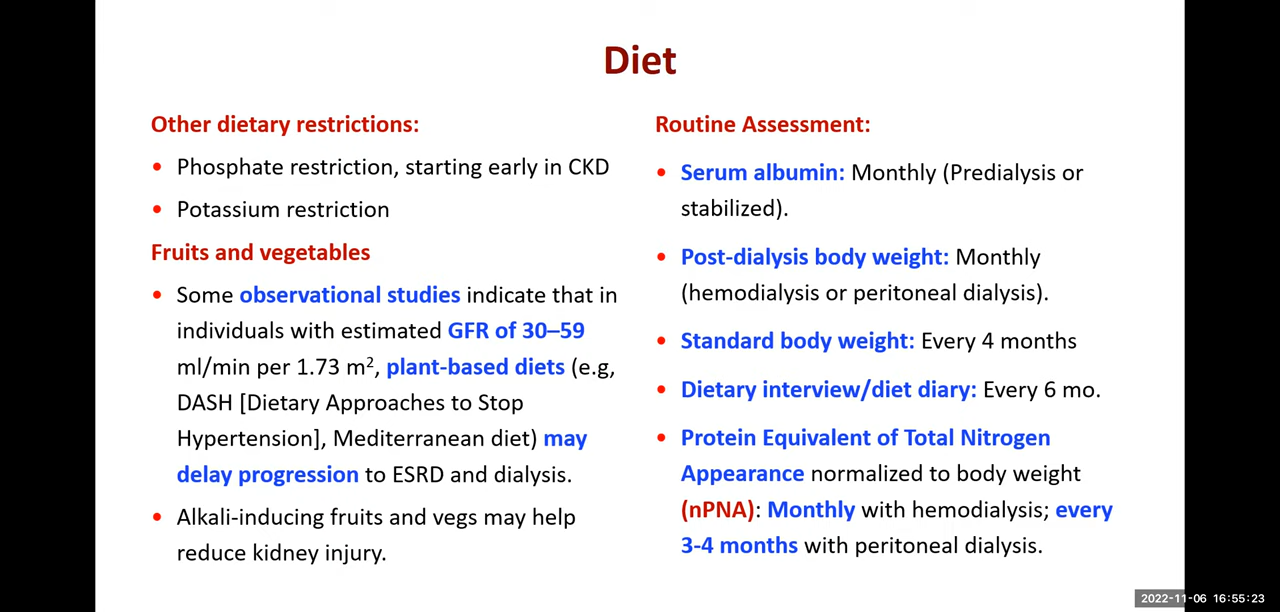 Diet
Other dietary restrictions:
• Phosphate restriction, starting early in CKD
• Potassium restriction
Fruits and vegetables
• Some observational studies indicate that in
individuals with estimated GFR of 30–59
ml/min per 1.73 m², plant-based diets (e.g,
DASH [Dietary Approaches to Stop
Hypertension], Mediterranean diet) may
delay progression to ESRD and dialysis.
• Alkali-inducing fruits and vegs may help
reduce kidney injury.
Routine Assessment:
• Serum albumin: Monthly (Predialysis or
stabilized).
• Post-dialysis body weight: Monthly
(hemodialysis or peritoneal dialysis).
• Standard body weight: Every 4 months
• Dietary interview/diet diary: Every 6 mo.
• Protein Equivalent of Total Nitrogen
Appearance normalized to body weight
(nPNA): Monthly with hemodialysis; every
3-4 months with peritoneal dialysis.
2022-11-06 16:55:23